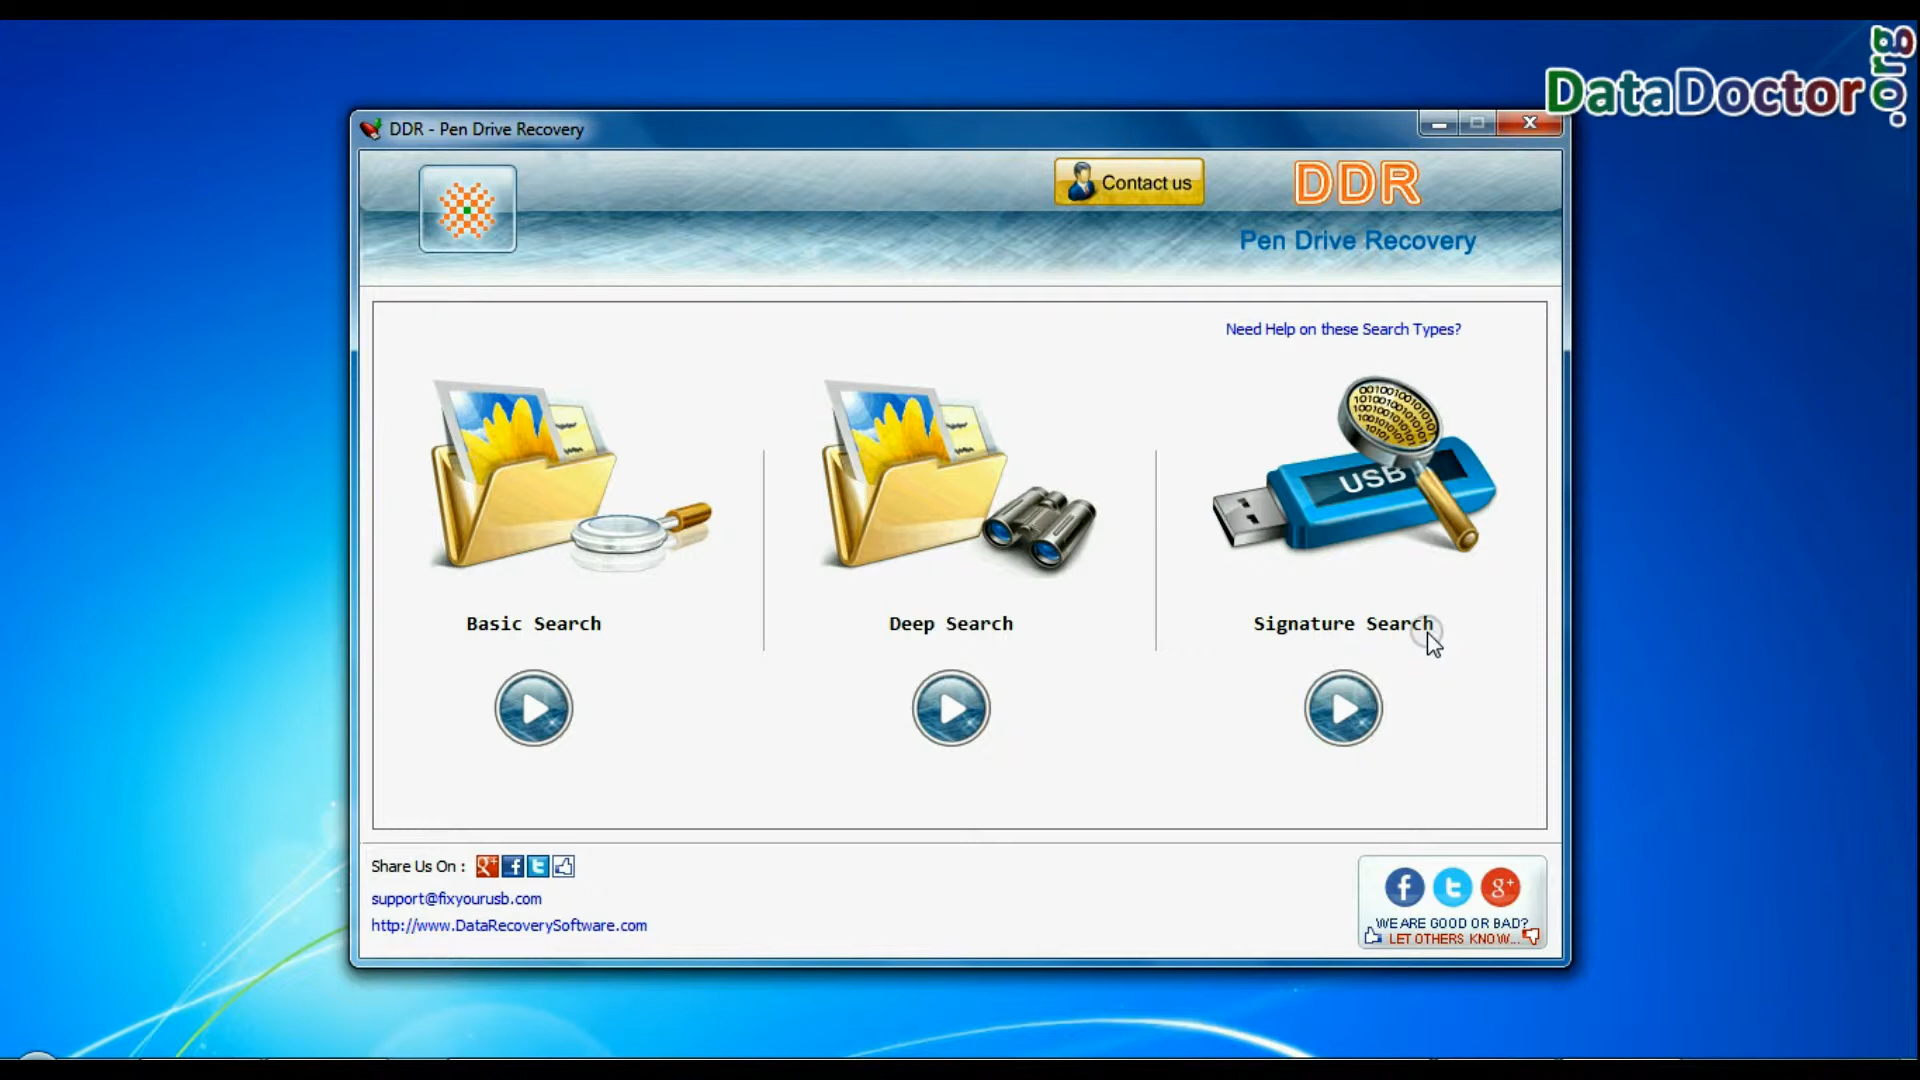 DataDoctor.org
DDR - Pen Drive Recovery
Contact us
DDR
Pen Drive Recovery
Need Help on these Search Types?
USB
Basic Search
Deep Search
Signature Search
Share Us On :
support@fixyourusb.com
http://www.DataRecoverySoftware.com
WE ARE GOOD OR BAD?
LET OTHERS KNOW...